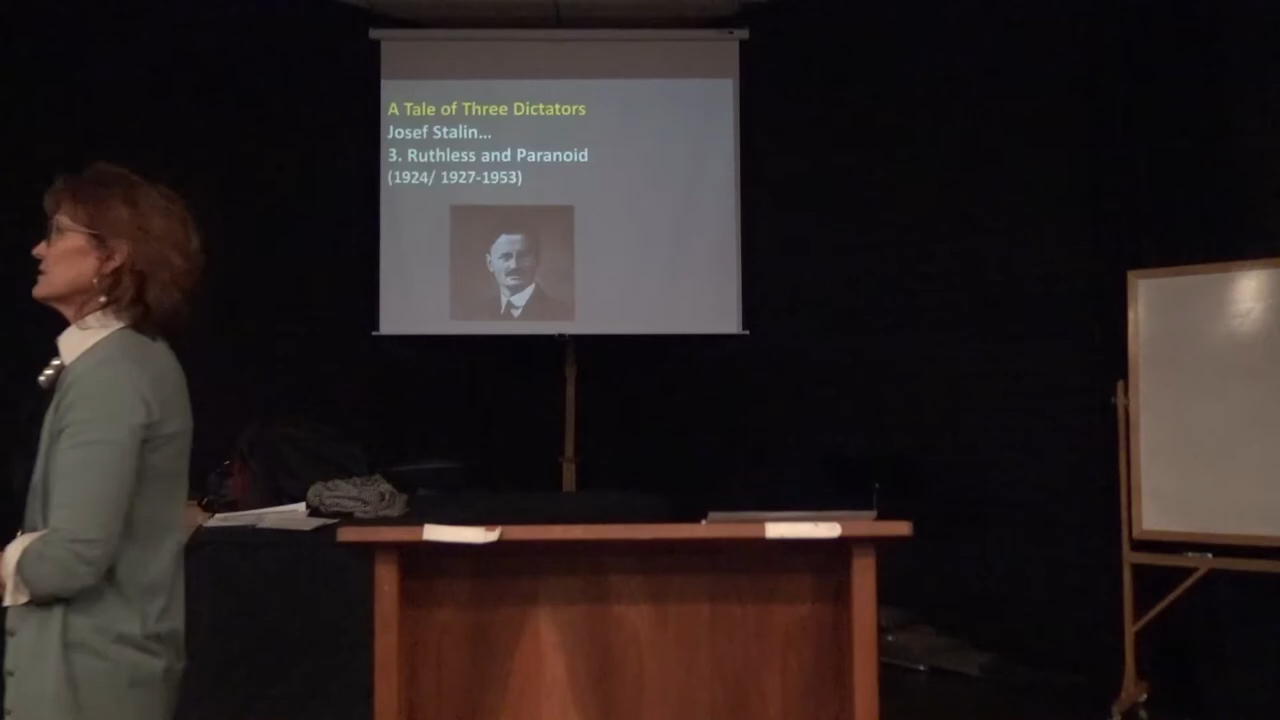 A Tale of Three Dictators
Josef Stalin...
3. Ruthless and Paranoid
(1924/ 1927-1953)